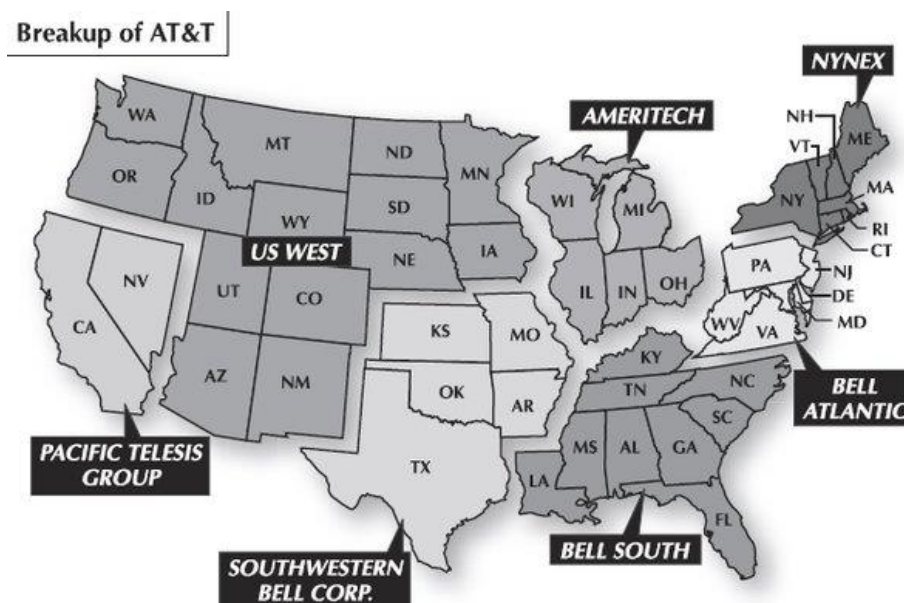 Breakup of AT&T
NYNEX
AMERITECH
NH
WA
VT
ME
MT
ND
MN
OR
MA
ID
WI
MI
NY
SD
WY
RI
US WEST
CT
NV
NE
IA
PA
NJ
UT
CO
IL
IN
OH
DE
CA
MD
KS
MO
WV
VA
KY
AZ
NM
OK
TN
NC
BELL
ATLANTIC
AR
SC
PACIFIC TELESIS
GROUP
MS
AL
GA
TX
LA
FL
BELL SOUTH
SOUTHWESTERN
BELL CORP.